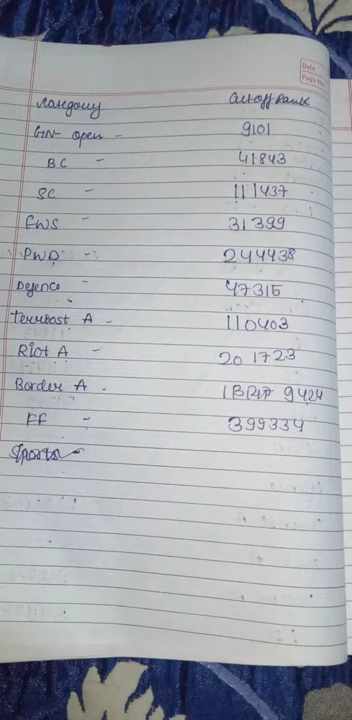 Date
Page No.
Category Cutoff Rank
GN- open - 9101
BC - 41843
SC - 111437
EWS - 31399
PWD - 244438
Defence - 47315
Terrorist A - 110403
Riot A - 201723
Border A - 9424
FF - 399334
Sports